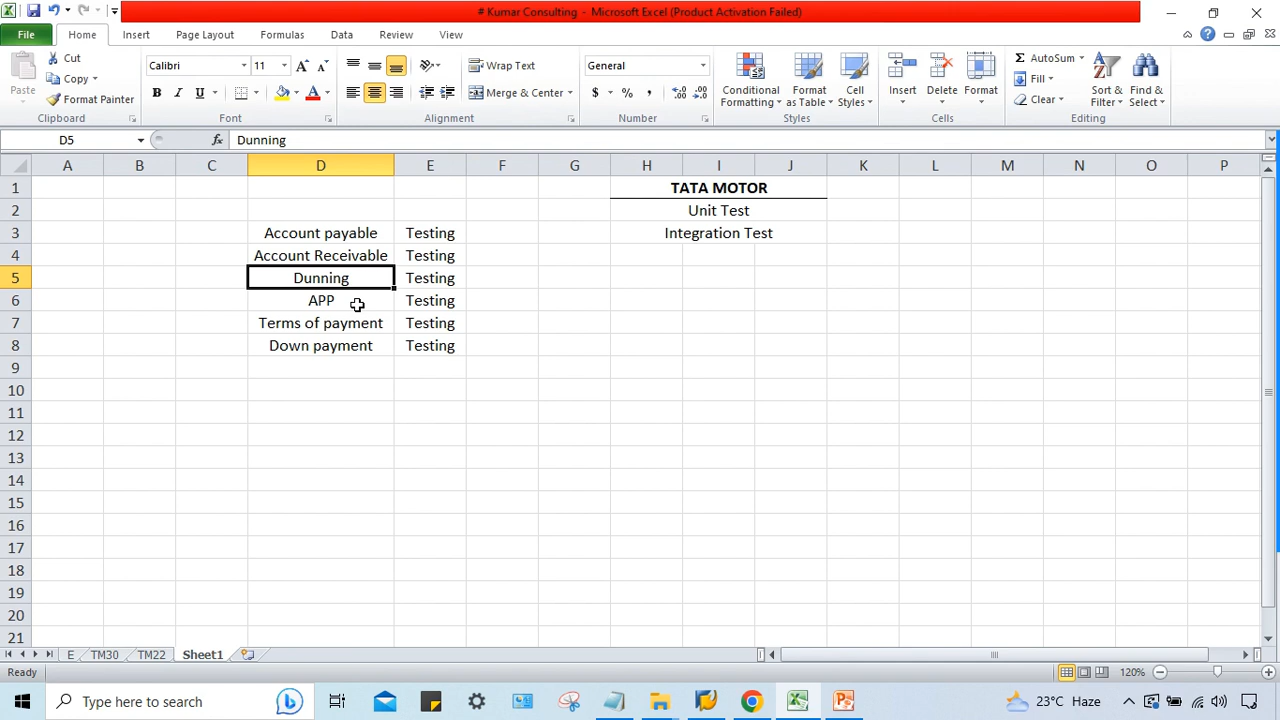 # Kumar Consulting - Microsoft Excel (Product Activation Failed)
File Home Insert Page Layout Formulas Data Review View
Paste Cut Copy Format Painter Clipboard
Calibri 11 B I U A Font
Wrap Text Merge & Center Alignment
General $ % , Number
Conditional Formatting Format as Table Cell Styles Styles
Insert Delete Format Cells
Σ AutoSum Fill Clear Sort & Filter Find & Select Editing
D5 fx Dunning
A B C D E F G H I J K L M N O P
1 TATA MOTOR
2 Unit Test
3 Account payable Testing Integration Test
4 Account Receivable Testing
5 Dunning Testing
6 APP Testing
7 Terms of payment Testing
8 Down payment Testing
9
10
11
12
13
14
15
16
17
18
19
20
21
E TM30 TM22 Sheet1
Ready 120%
Type here to search 23°C Haze